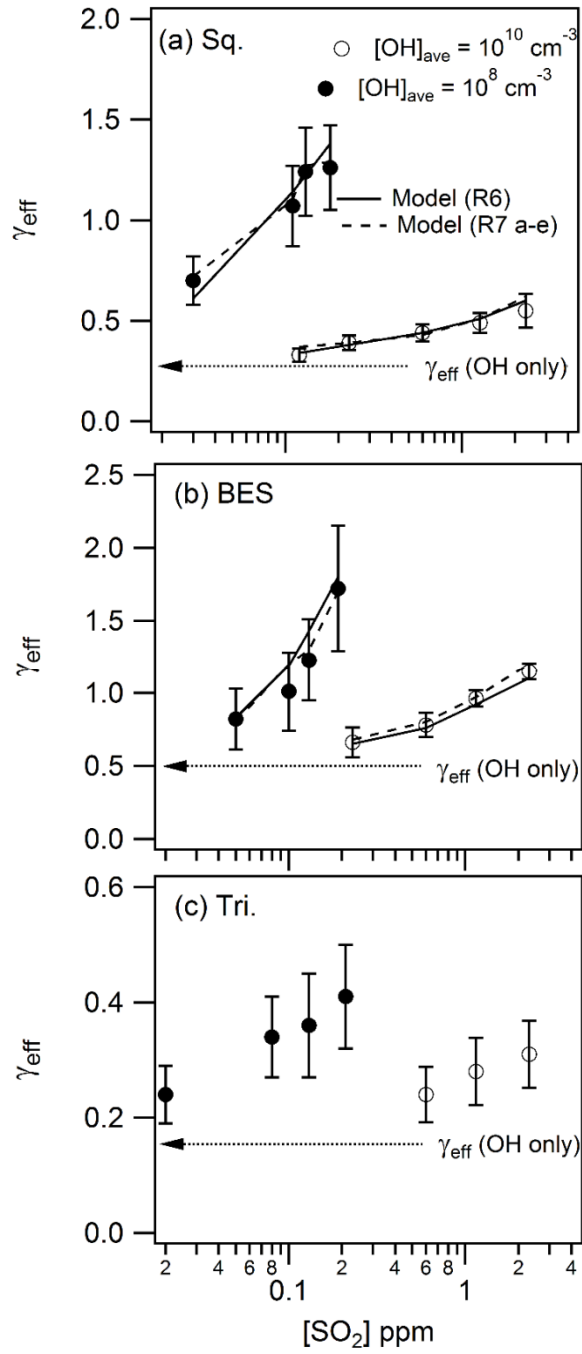 2.0
(a) Sq.
[OH]ave = 10^10 cm^-3
[OH]ave = 10^8 cm^-3
1.5
Model (R6)
Model (R7 a-e)
γeff
1.0
0.5
γeff (OH only)
0.0
2.5
(b) BES
2.0
1.5
γeff
1.0
0.5
γeff (OH only)
0.0
0.6
(c) Tri.
0.4
γeff
0.2
γeff (OH only)
0.0
2 4 6 8 2 4 6 8 2 4
0.1 1
[SO2] ppm